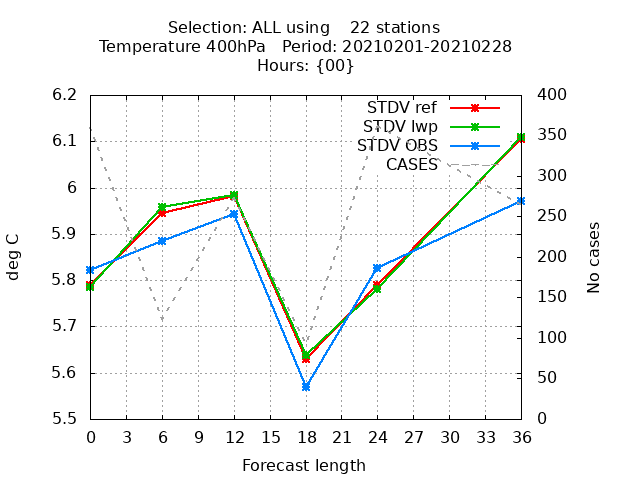 Selection: ALL using    22 stations
Temperature 400hPa   Period: 20210201-20210228
Hours: {00}
STDV ref
STDV lwp
STDV OBS
CASES
6.2
6.1
6
5.9
5.8
5.7
5.6
5.5
deg C
400
350
300
250
200
150
100
50
0
No cases
0 3 6 9 12 15 18 21 24 27 30 33 36
Forecast length